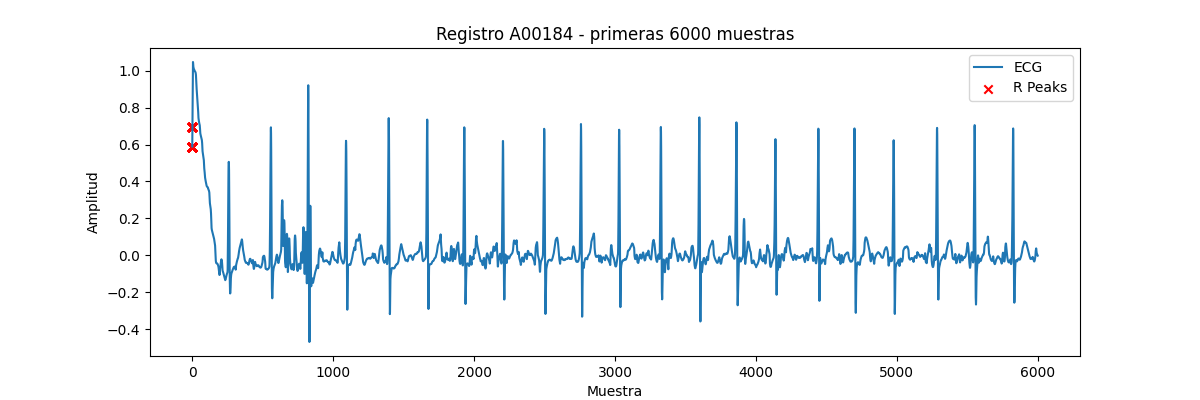 Registro A00184 - primeras 6000 muestras
ECG
R Peaks
Amplitud
1.0
0.8
0.6
0.4
0.2
0.0
−0.2
−0.4
0 1000 2000 3000 4000 5000 6000
Muestra